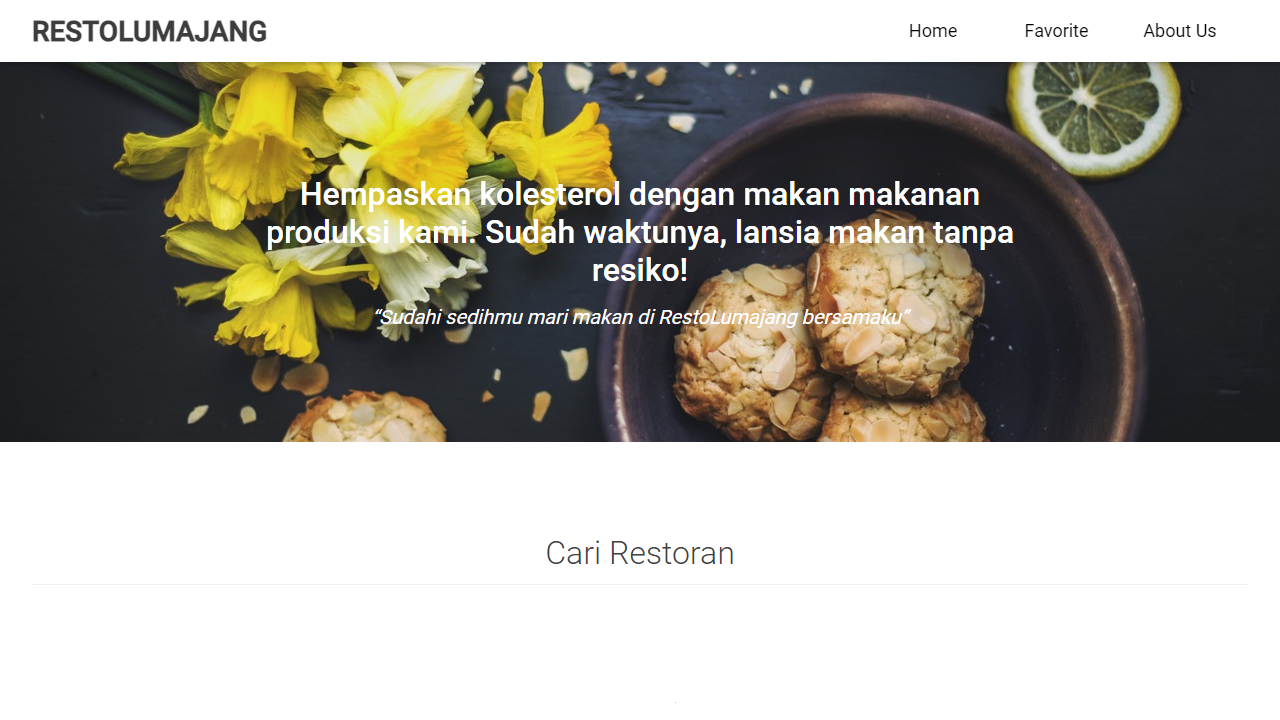 RESTOLUMAJANG
Home
Favorite
About Us
Hempaskan kolesterol dengan makan makanan
produksi kami. Sudah waktunya, lansia makan tanpa
resiko!
“Sudahi sedihmu mari makan di RestoLumajang bersamaku”
Cari Restoran